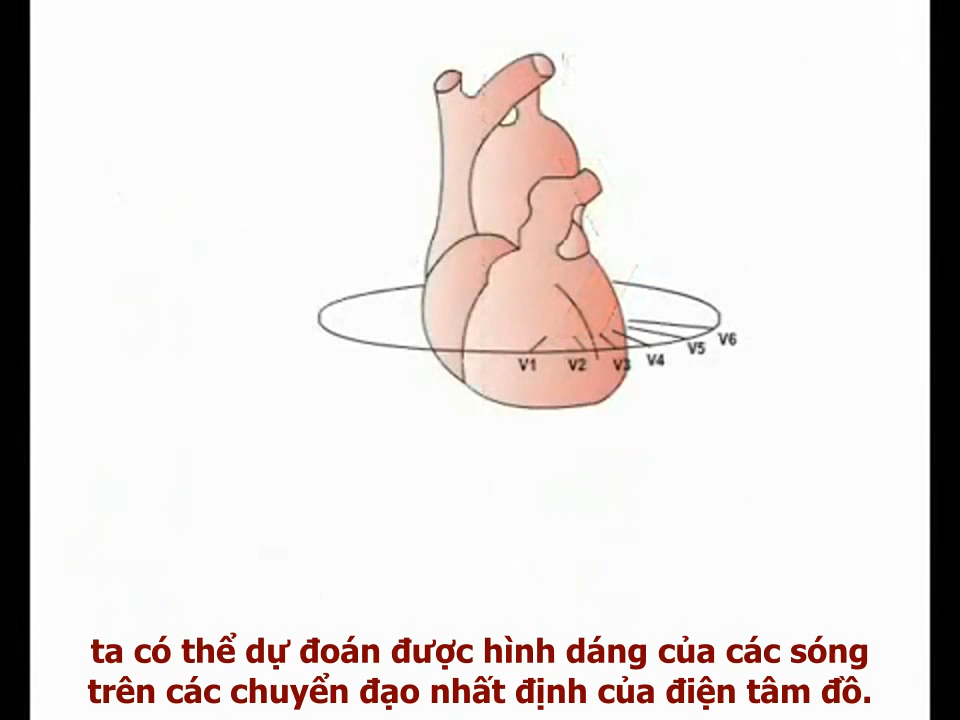 V1 V2 V3 V4 V5 V6
ta có thể dự đoán được hình dáng của các sóng
trên các chuyển đạo nhất định của điện tâm đồ.